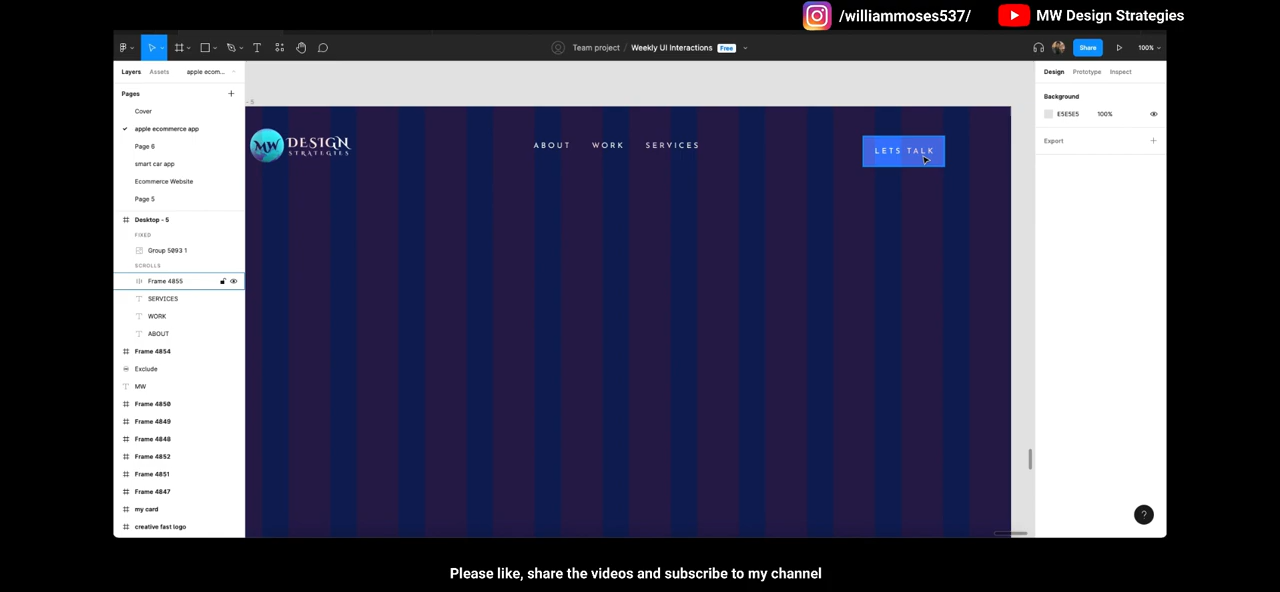 /williammoses537/
MW Design Strategies
Team project / Weekly UI Interactions Free
Share
100%
Layers Assets apple ecom...
Design Prototype Inspect
Pages
Cover
apple ecommerce app
Page 6
smart car app
Ecommerce Website
Page 5
Desktop - 5
FIXED
Group 5093 1
SCROLLS
Frame 4855
SERVICES
WORK
ABOUT
Frame 4854
Exclude
MW
Frame 4850
Frame 4849
Frame 4848
Frame 4852
Frame 4851
Frame 4847
my card
creative fast logo
- 5
MW DESIGN
STRATEGIES
ABOUT WORK SERVICES
LETS TALK
Background
E5E5E5 100%
Export
?
Please like, share the videos and subscribe to my channel